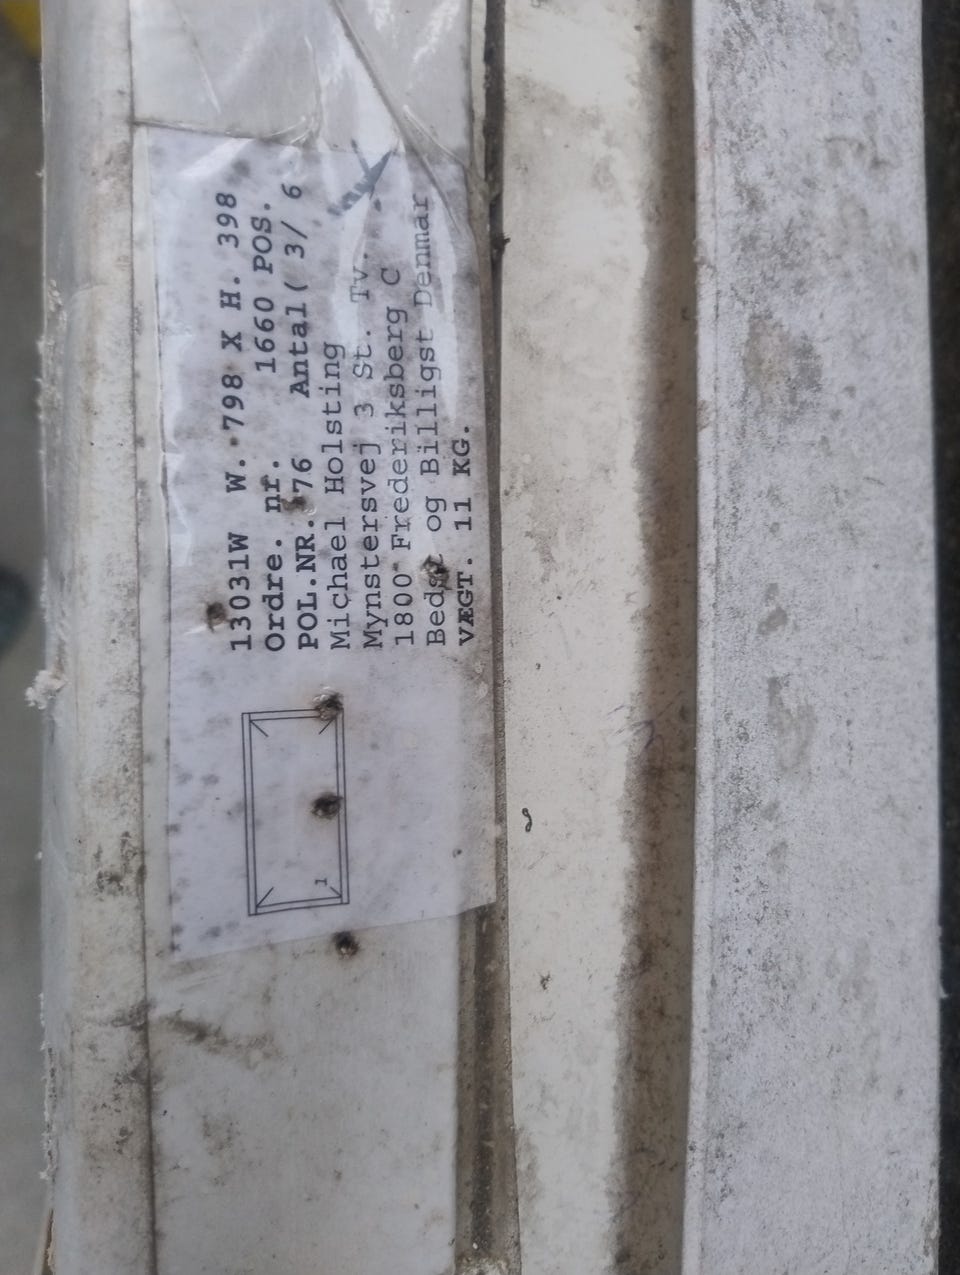 13031W W. 798 X H. 398
Ordre. nr. 1660 POS.
POL.NR. 76 Antal( 3/ 6
Michael Holsting
Mynstersvej 3 St. Tv.
1800 Frederiksberg C
Bedst og Billigst Denmar
VÆGT. 11 KG.
1